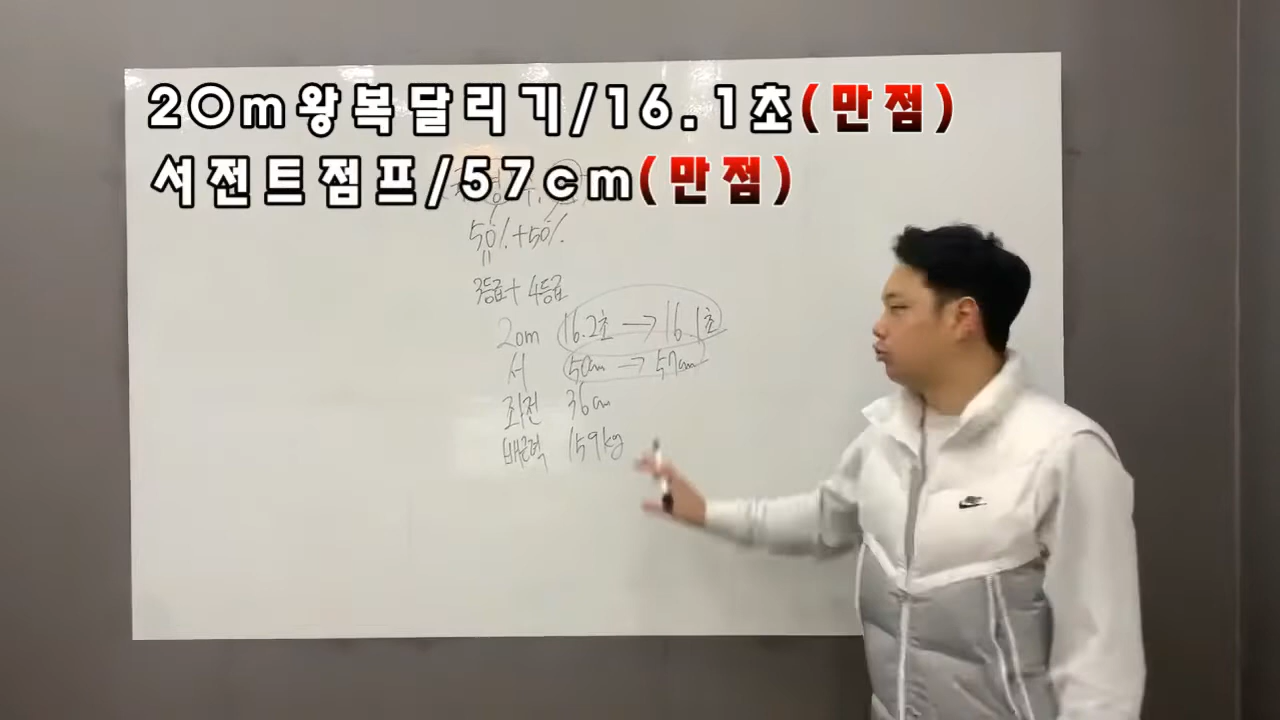 20m왕복달리기/16.1초(만점)
셔전트점프/57cm(만점)
50%+50%
3등급+4등급
20m 16.2초→16.1초
서 50cm→57cm
좌전 36cm
배근력 159kg